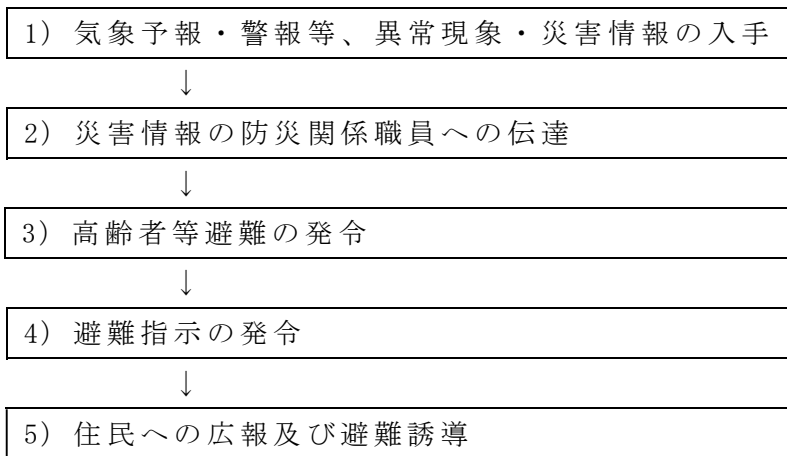 1) 気象予報・警報等、異常現象・災害情報の入手
↓
2) 災害情報の防災関係職員への伝達
↓
3) 高齢者等避難の発令
↓
4) 避難指示の発令
↓
5) 住民への広報及び避難誘導